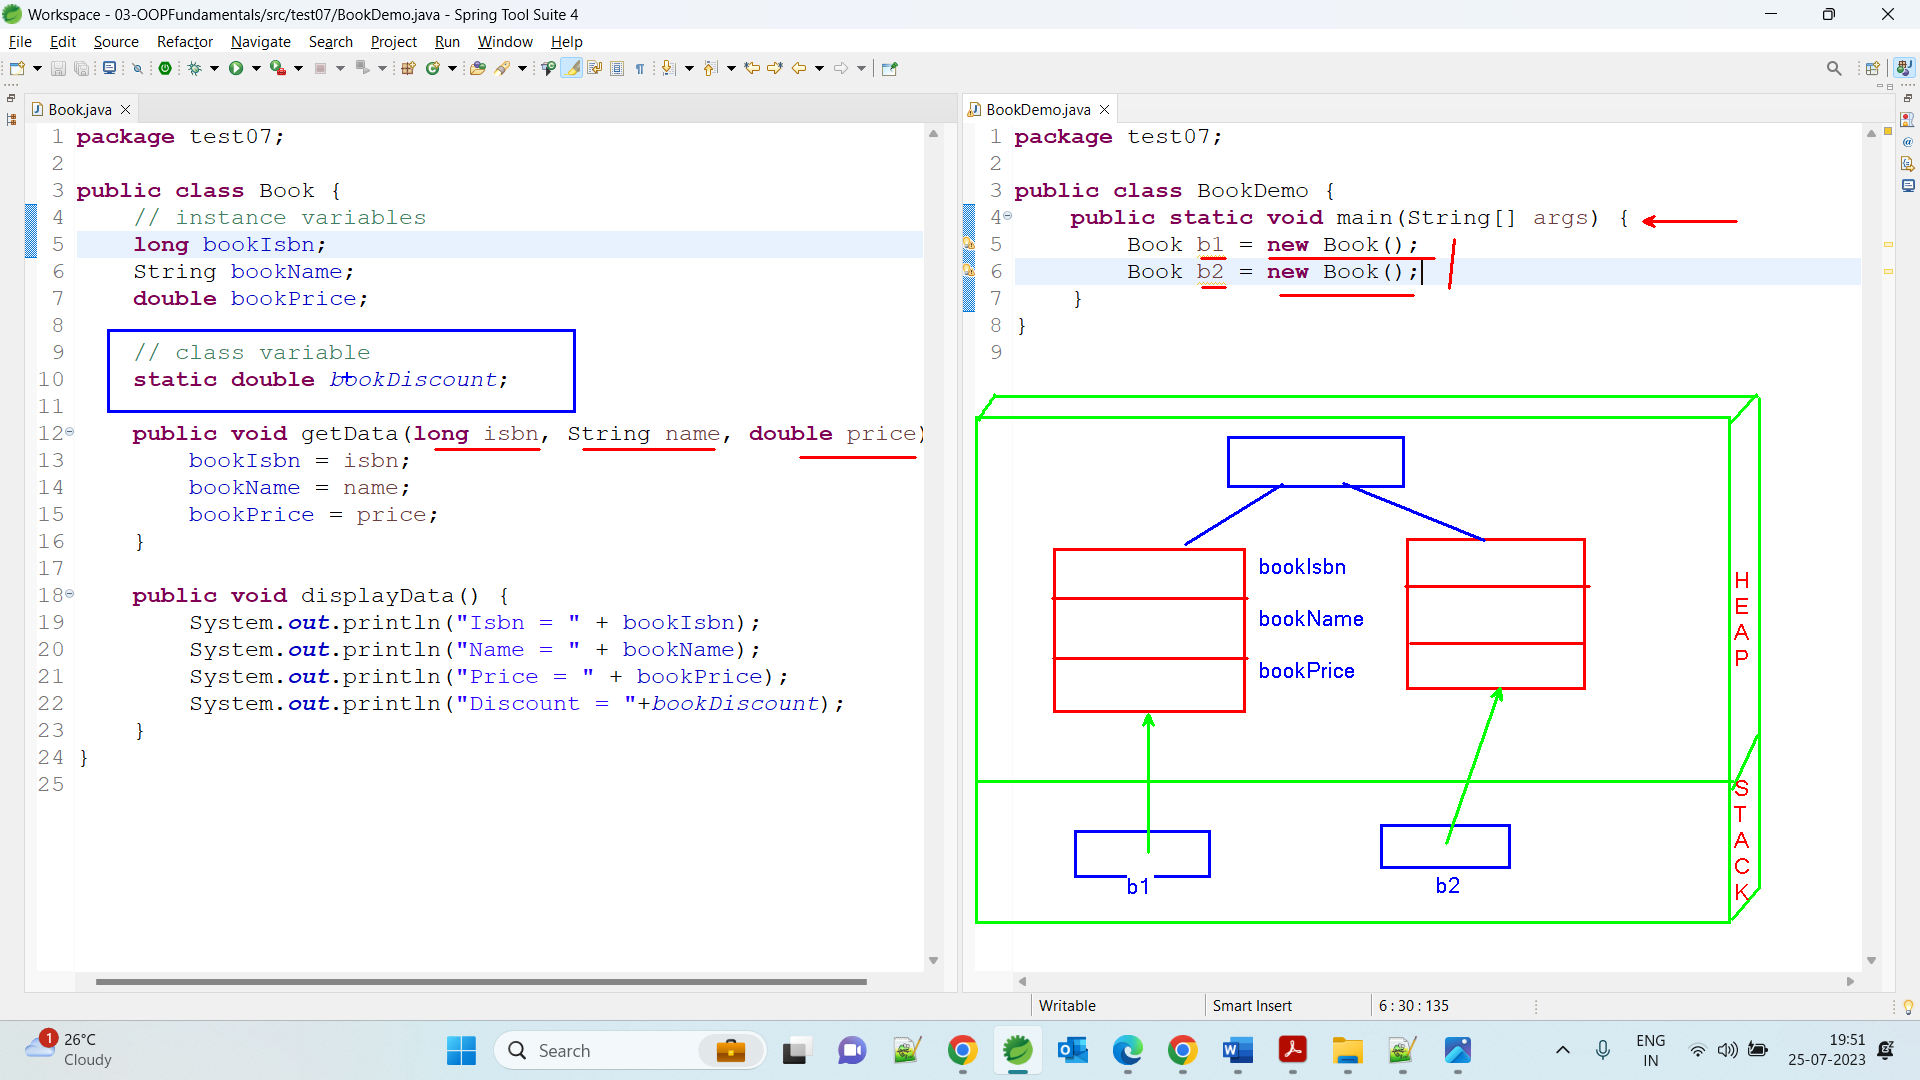 Workspace - 03-OOPFundamentals/src/test07/BookDemo.java - Spring Tool Suite 4
File Edit Source Refactor Navigate Search Project Run Window Help
Book.java
1 package test07;
2
3 public class Book {
4 // instance variables
5 long bookIsbn;
6 String bookName;
7 double bookPrice;
8
9 // class variable
10 static double bookDiscount;
11
12 public void getData(long isbn, String name, double price)
13 bookIsbn = isbn;
14 bookName = name;
15 bookPrice = price;
16 }
17
18 public void displayData() {
19 System.out.println("Isbn = " + bookIsbn);
20 System.out.println("Name = " + bookName);
21 System.out.println("Price = " + bookPrice);
22 System.out.println("Discount = "+bookDiscount);
23 }
24 }
25
BookDemo.java
1 package test07;
2
3 public class BookDemo {
4 public static void main(String[] args) {
5 Book b1 = new Book();
6 Book b2 = new Book();
7 }
8 }
9
bookIsbn
bookName
bookPrice
HEAP
STACK
b1
b2
Writable
Smart Insert
6 : 30 : 135
1
26°C
Cloudy
Search
ENG
IN
19:51
25-07-2023